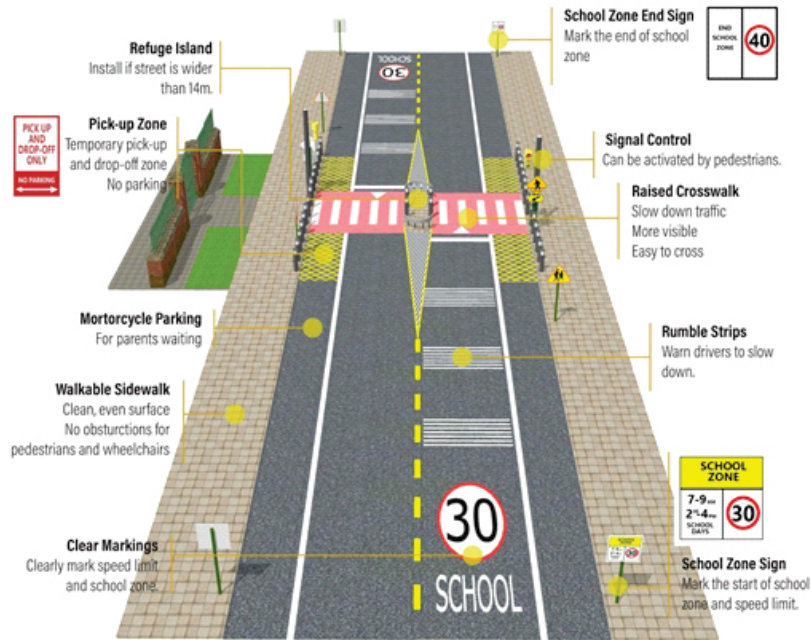 School Zone End Sign
Mark the end of school
zone
END
SCHOOL
ZONE
40
Refuge Island
Install if street is wider
than 14m.
SCHOOL
30
PICK UP
AND
DROP-OFF
ONLY
NO PARKING
Pick-up Zone
Temporary pick-up
and drop-off zone
No parking
Signal Control
Can be activated by pedestrians.
Raised Crosswalk
Slow down traffic
More visible
Easy to cross
Mortorcycle Parking
For parents waiting
Rumble Strips
Warn drivers to slow
down.
Walkable Sidewalk
Clean, even surface
No obsturctions for
pedestrians and wheelchairs
SCHOOL
ZONE
7-9AM
2³⁰-4PM
SCHOOL
DAYS
30
30
SCHOOL
Clear Markings
Clearly mark speed limit
and school zone.
School Zone Sign
Mark the start of school
zone and speed limit.